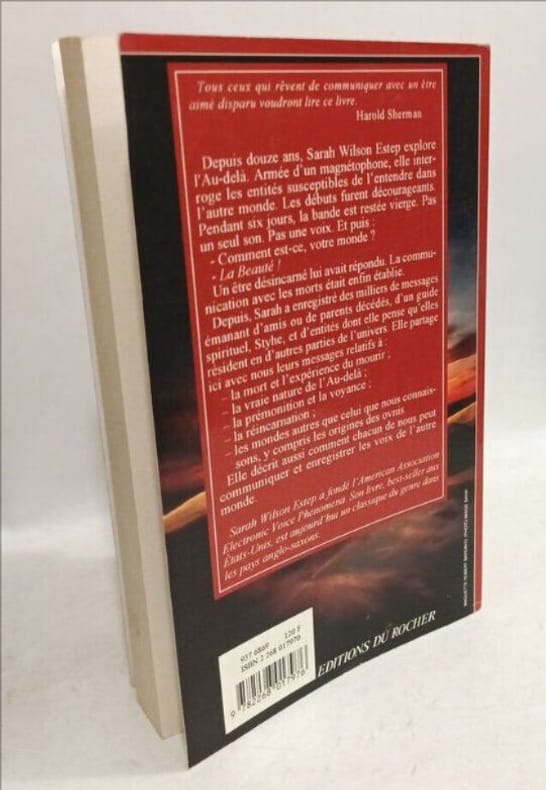 Tous ceux qui rêvent de communiquer avec un être
aimé disparu voudront lire ce livre.
Harold Sherman
Depuis douze ans, Sarah Wilson Estep explore
l'Au-delà. Armée d'un magnétophone, elle inter-
roge les entités susceptibles de l'entendre dans
l'autre monde. Les débuts furent décourageants.
Pendant six jours, la bande est restée vierge. Pas
un seul son. Pas une voix. Et puis :
- Comment est-ce, votre monde ?
- La Beauté !
Un être désincarné lui avait répondu. La commu-
nication avec les morts était enfin établie.
Depuis, Sarah a enregistré des milliers de messages
émanant d'amis ou de parents décédés, d'un guide
spirituel, Styhe, et d'entités dont elle pense qu'elles
résident en d'autres parties de l'univers. Elle partage
ici avec nous leurs messages relatifs à :
– la mort et l'expérience du mourir ;
– la vraie nature de l'Au-delà ;
– la prémonition et la voyance ;
– la réincarnation ;
– les mondes autres que celui que nous connais-
sons, y compris les origines des ovnis.
Elle décrit aussi comment chacun de nous peut
communiquer et enregistrer les voix de l'autre
monde.
Sarah Wilson Estep a fondé l'American Association
Electronic Voice Phenomena. Son livre, best-seller aux
États-Unis, est aujourd'hui un classique du genre dans
les pays anglo-saxons.
937 6869 120 F
ISBN 2 268 017970
9 782268 017976
EDITIONS DU ROCHER